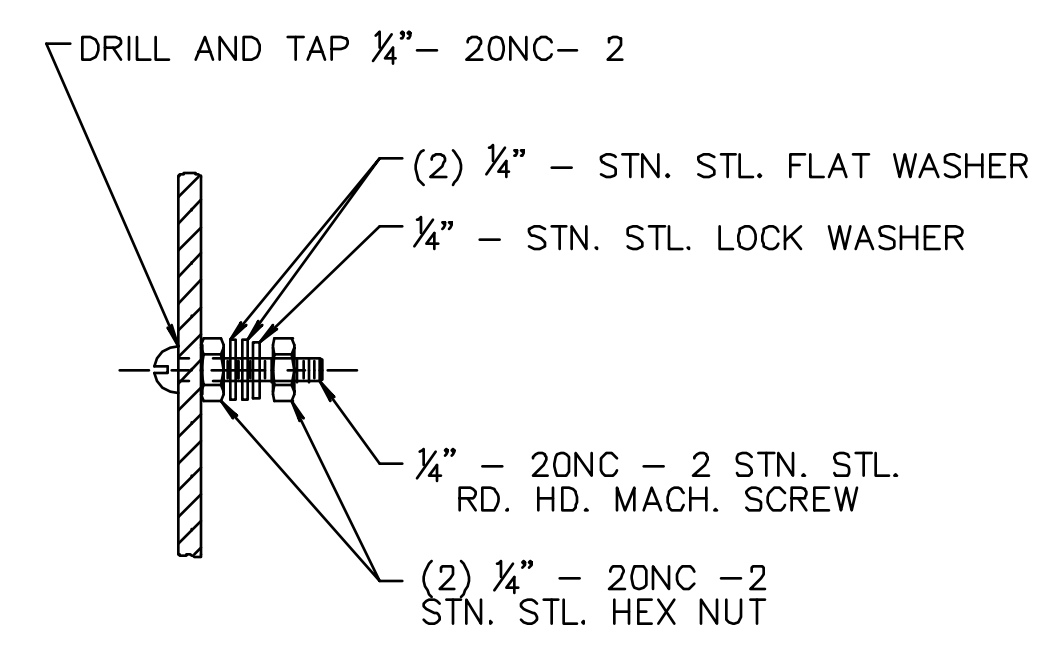 DRILL AND TAP ¼”– 20NC– 2
(2) ¼” – STN. STL. FLAT WASHER
¼” – STN. STL. LOCK WASHER
¼” – 20NC – 2 STN. STL.
RD. HD. MACH. SCREW
(2) ¼” – 20NC –2
STN. STL. HEX NUT